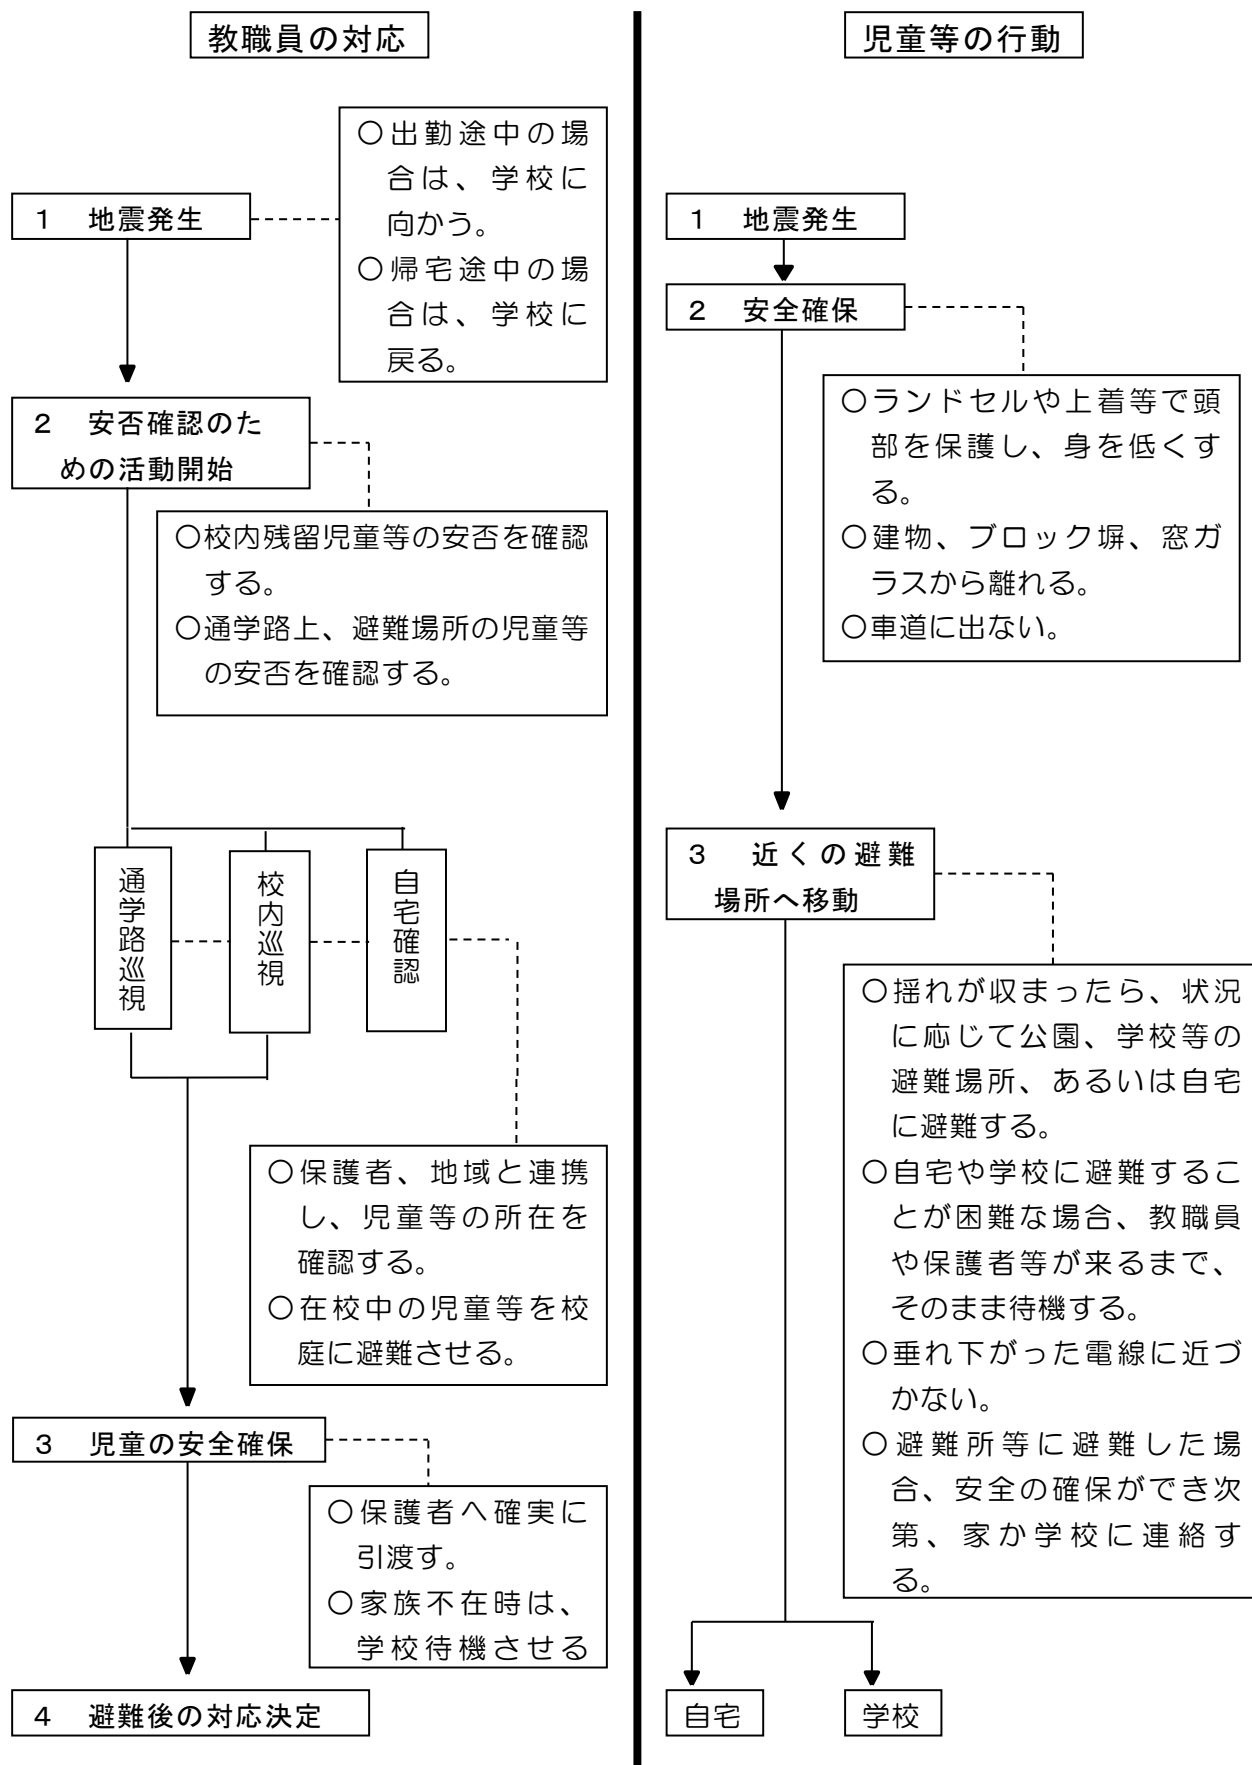 教職員の対応
○出勤途中の場
合は、学校に
向かう。
○帰宅途中の場
合は、学校に
戻る。
1　地震発生
2　安否確認のた
めの活動開始
○校内残留児童等の安否を確認
する。
○通学路上、避難場所の児童等
の安否を確認する。
通学路巡視
校内巡視
自宅確認
○保護者、地域と連携
し、児童等の所在を
確認する。
○在校中の児童等を校
庭に避難させる。
3　児童の安全確保
○保護者へ確実に
引渡す。
○家族不在時は、
学校待機させる
4　避難後の対応決定
児童等の行動
1　地震発生
2　安全確保
○ランドセルや上着等で頭
部を保護し、身を低くす
る。
○建物、ブロック塀、窓ガ
ラスから離れる。
○車道に出ない。
3　近くの避難
場所へ移動
○揺れが収まったら、状況
に応じて公園、学校等の
避難場所、あるいは自宅
に避難する。
○自宅や学校に避難するこ
とが困難な場合、教職員
や保護者等が来るまで、
そのまま待機する。
○垂れ下がった電線に近づ
かない。
○避難所等に避難した場
合、安全の確保ができ次
第、家か学校に連絡す
る。
自宅
学校